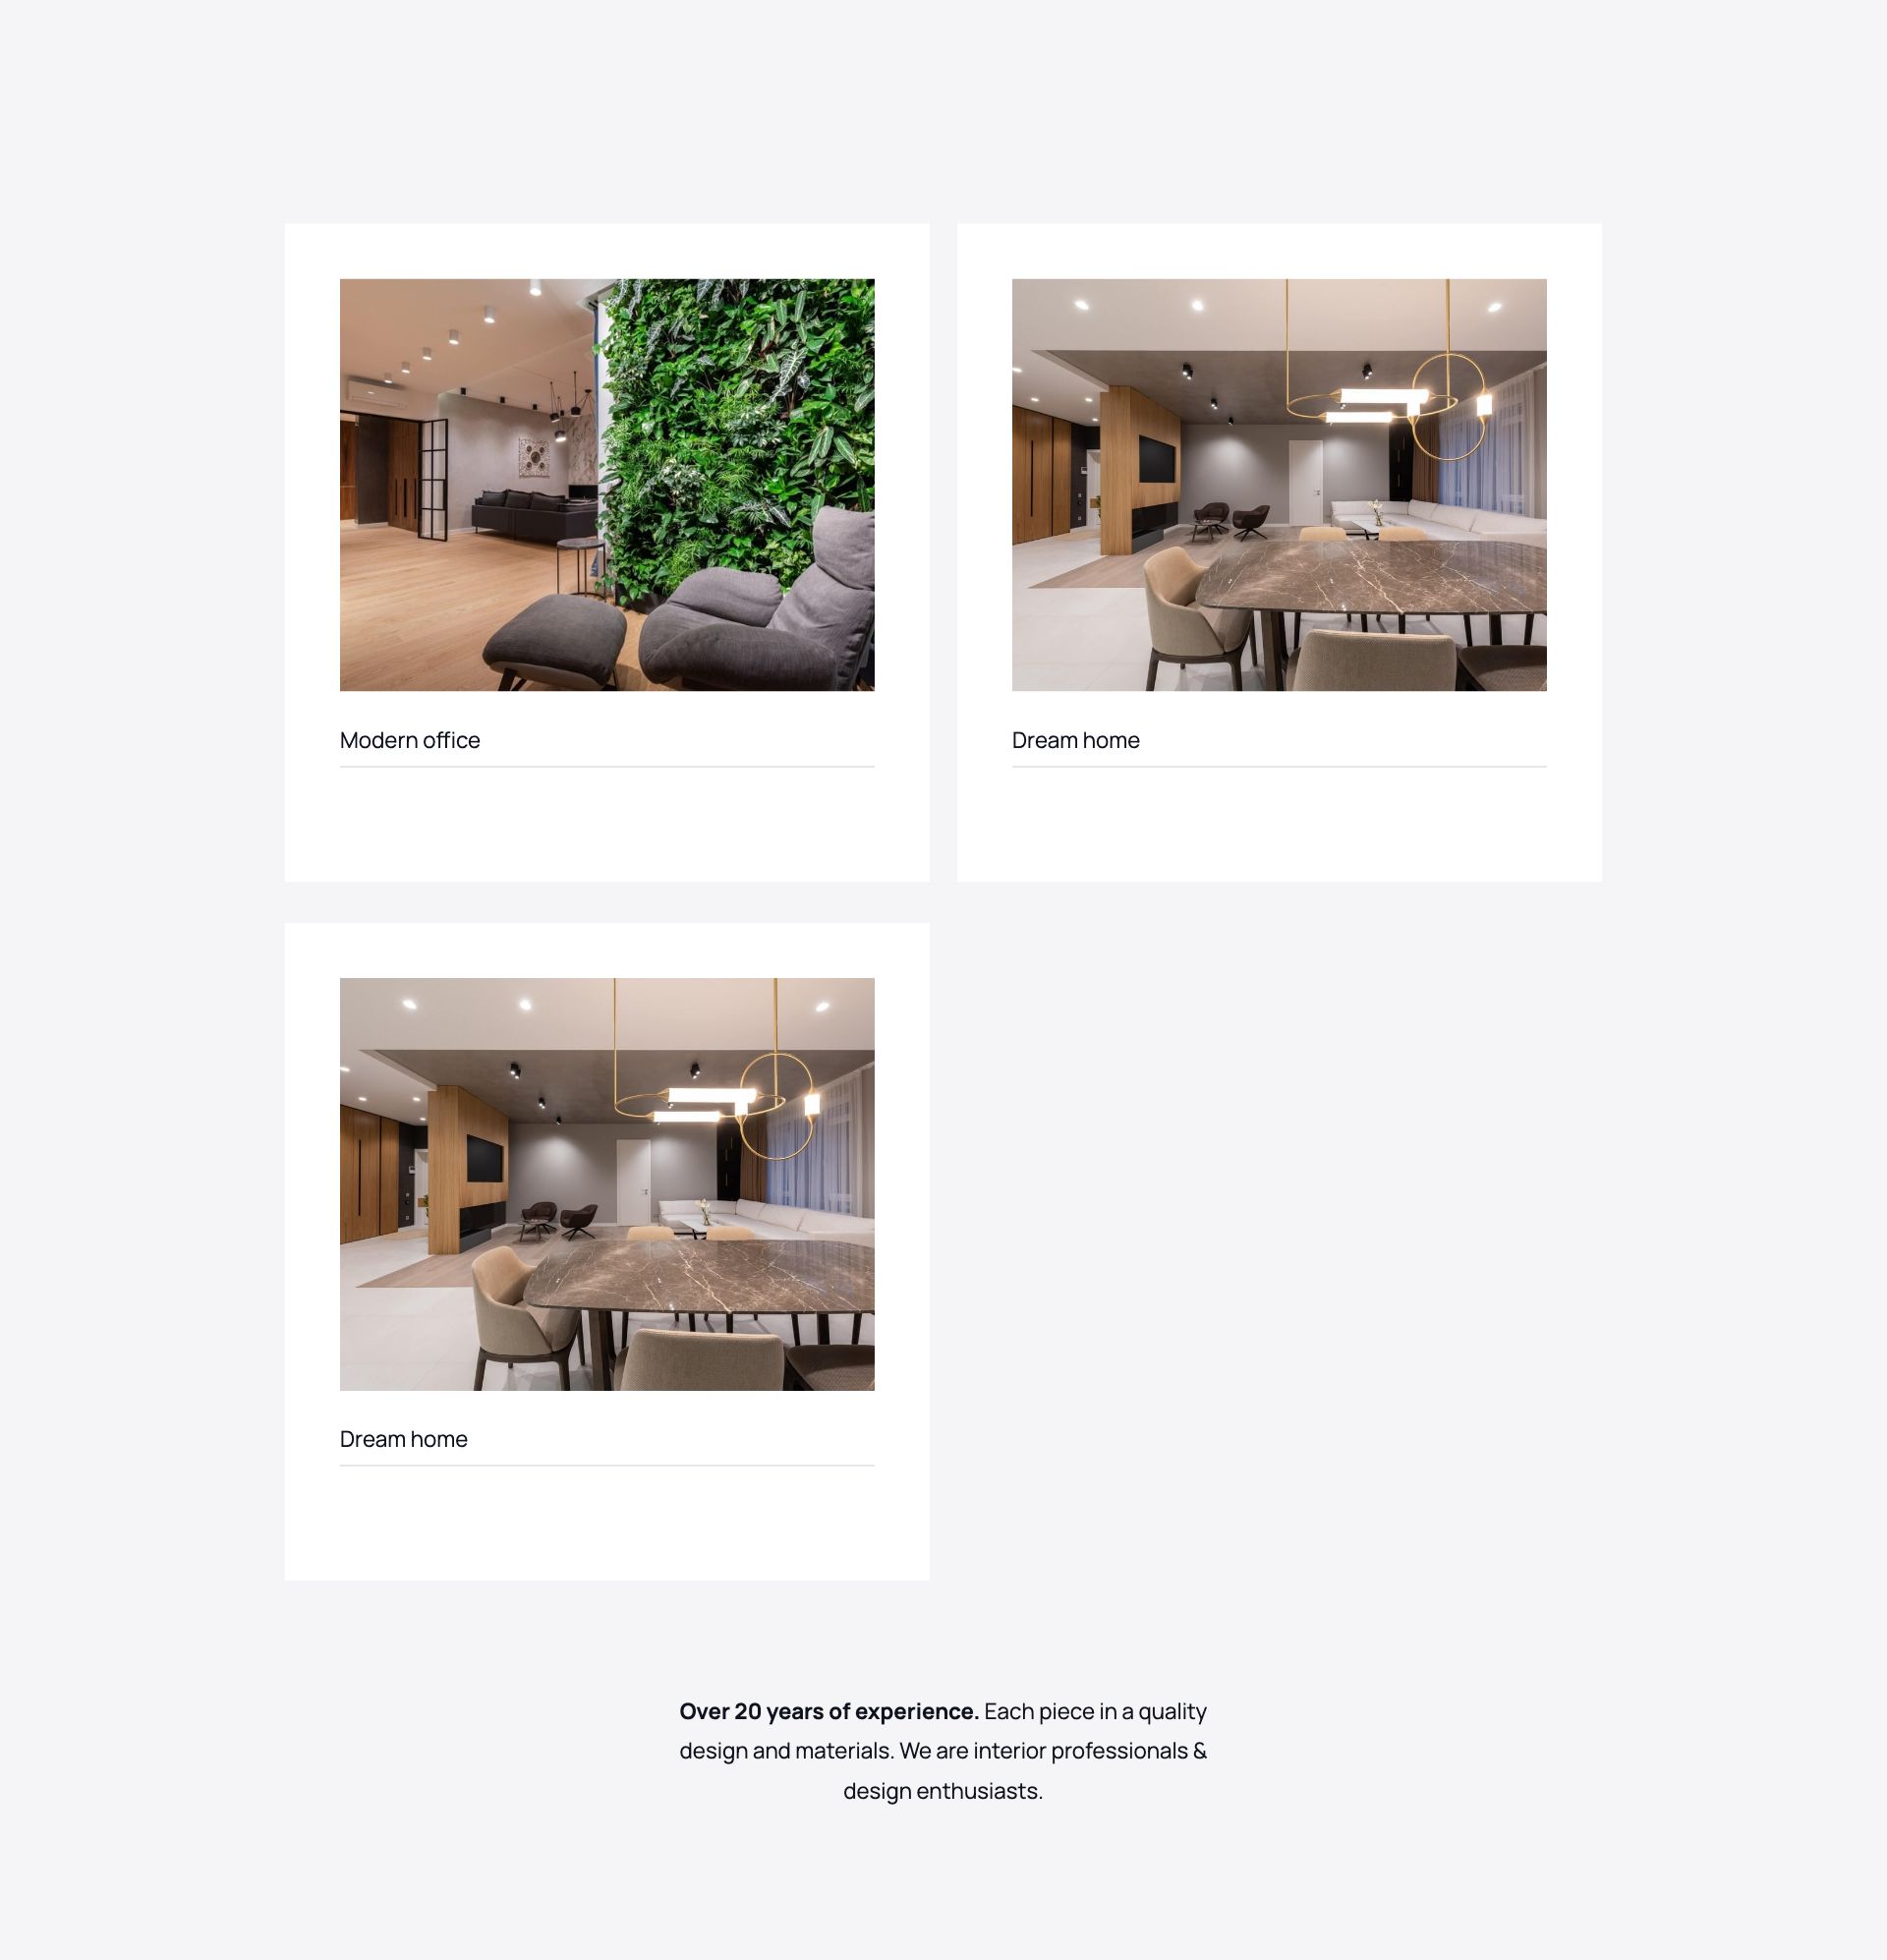 Modern office
Dream home
Dream home
Over 20 years of experience. Each piece in a quality
design and materials. We are interior professionals &
design enthusiasts.